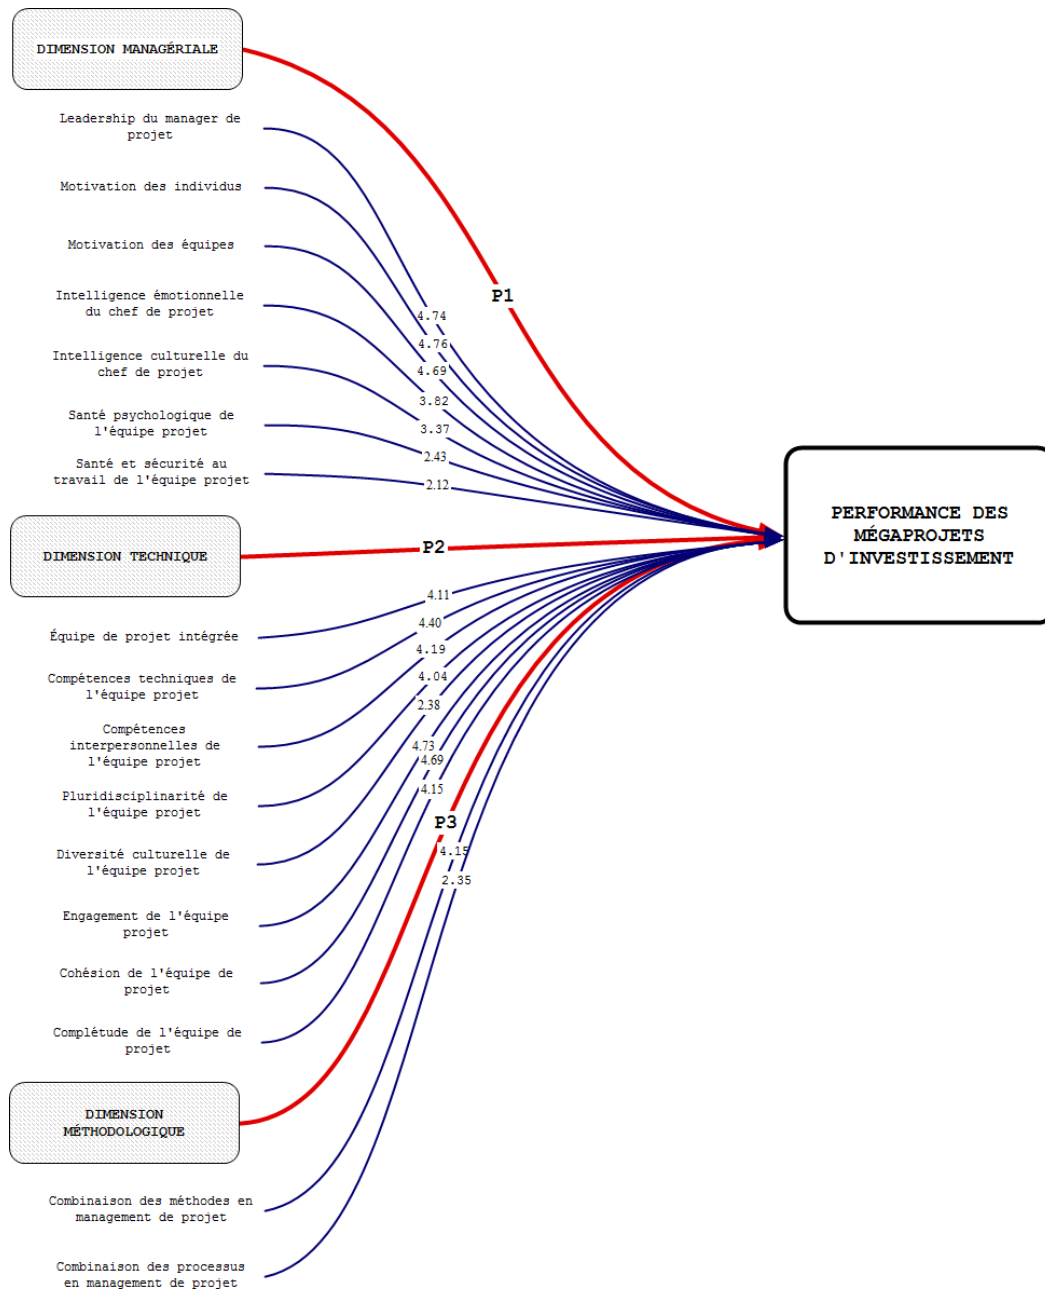 DIMENSION MANAGÉRIALE
Leadership du manager de
projet
Motivation des individus
Motivation des équipes
Intelligence émotionnelle
du chef de projet
Intelligence culturelle du
chef de projet
Santé psychologique de
l'équipe projet
Santé et sécurité au
travail de l'équipe projet
P1
4.74
4.76
4.69
3.82
3.37
2.43
2.12
DIMENSION TECHNIQUE
P2
PERFORMANCE DES
MÉGAPROJETS
D'INVESTISSEMENT
Équipe de projet intégrée
Compétences techniques de
l'équipe projet
Compétences
interpersonnelles de
l'équipe projet
Pluridisciplinarité de
l'équipe projet
Diversité culturelle de
l'équipe projet
Engagement de l'équipe
projet
Cohésion de l'équipe de
projet
Complétude de l'équipe de
projet
4.11
4.40
4.19
4.04
2.38
4.73
4.69
4.15
P3
4.15
2.35
DIMENSION
MÉTHODOLOGIQUE
Combinaison des méthodes en
management de projet
Combinaison des processus
en management de projet